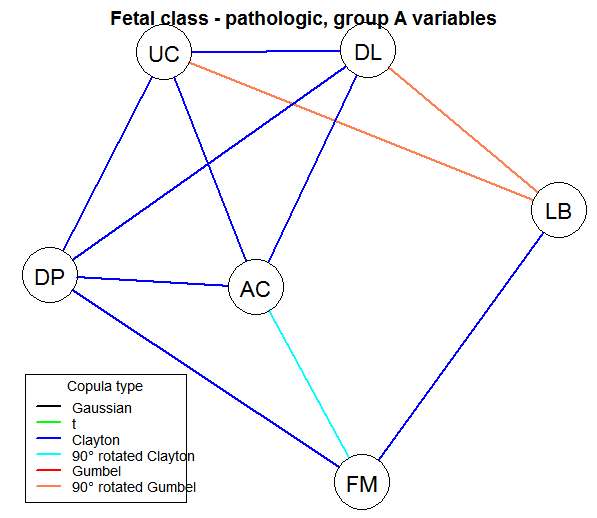 Fetal class - pathologic, group A variables
UC
DL
LB
DP
AC
FM
Copula type
Gaussian
t
Clayton
90° rotated Clayton
Gumbel
90° rotated Gumbel